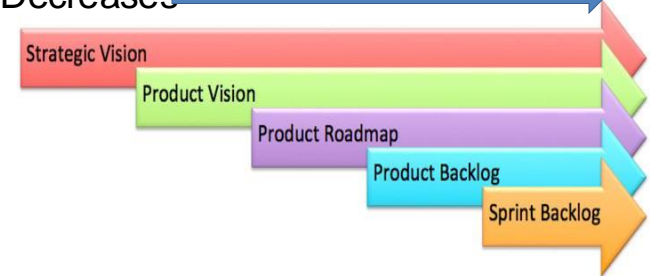 Decreases
Strategic Vision
Product Vision
Product Roadmap
Product Backlog
Sprint Backlog